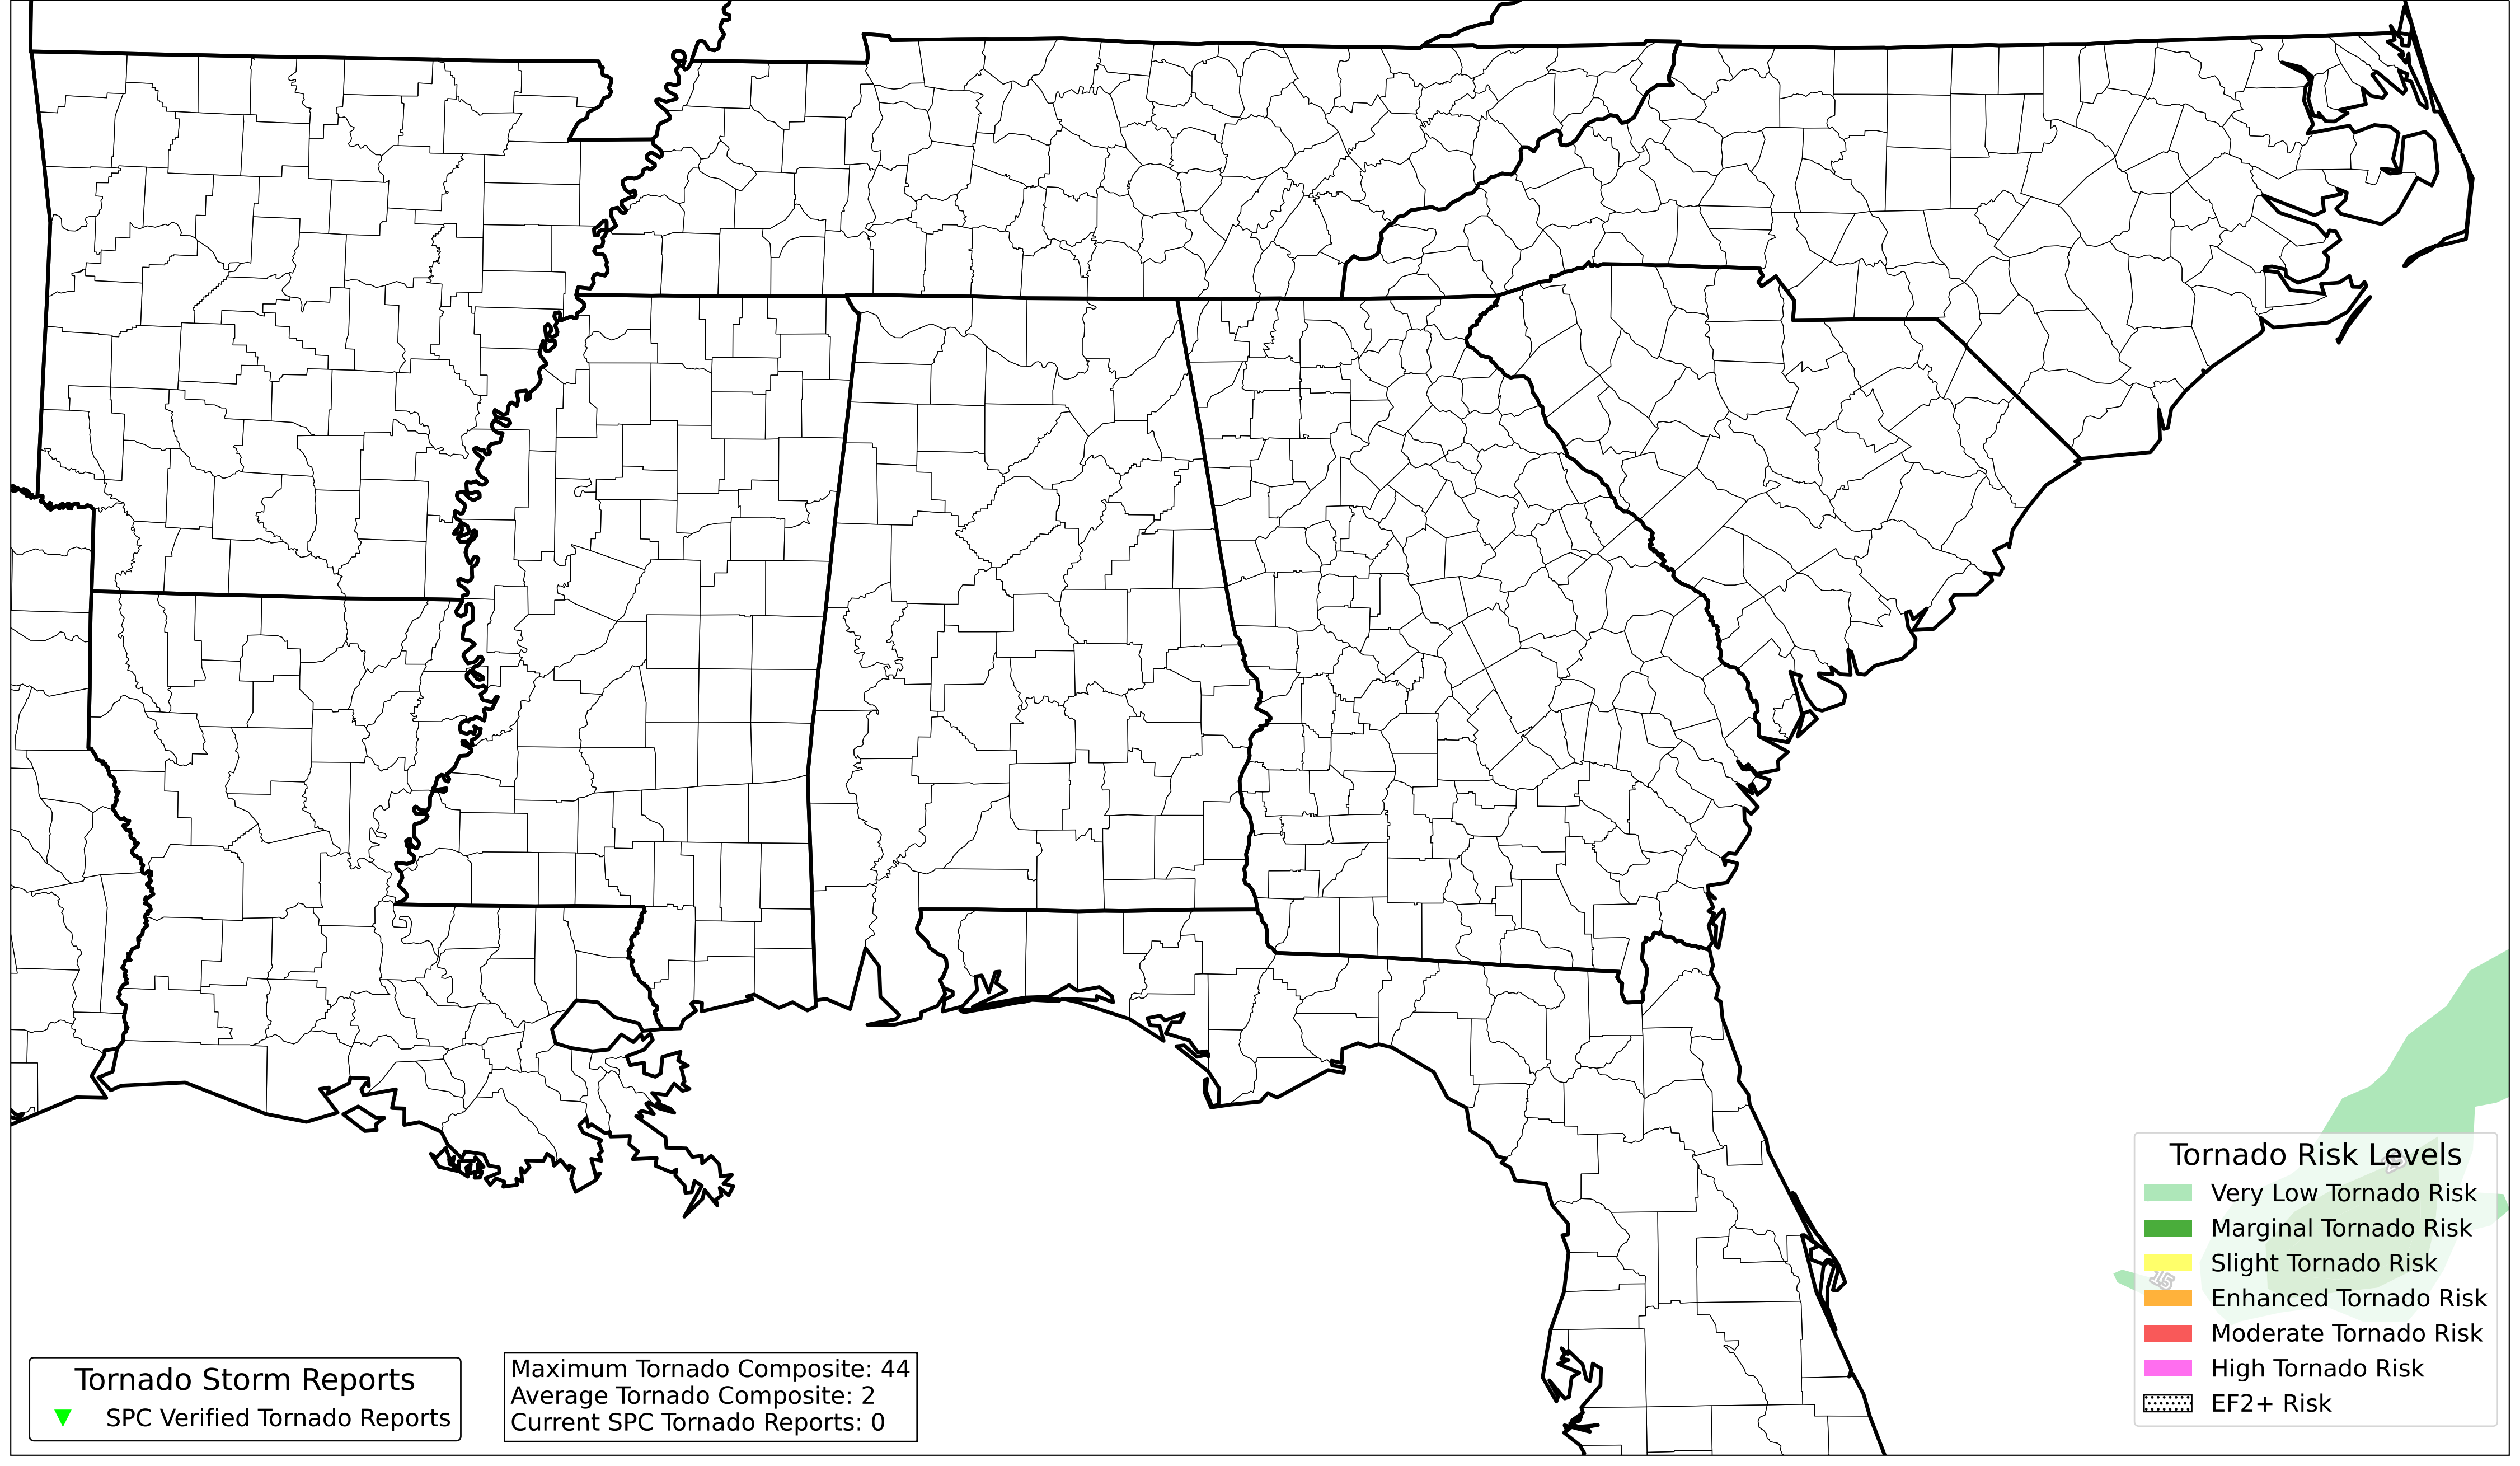 Tornado Risk Levels
Very Low Tornado Risk
Marginal Tornado Risk
Slight Tornado Risk
15
Enhanced Tornado Risk
Moderate Tornado Risk
High Tornado Risk
EF2+ Risk
Tornado Storm Reports
SPC Verified Tornado Reports
Maximum Tornado Composite: 44
Average Tornado Composite: 2
Current SPC Tornado Reports: 0